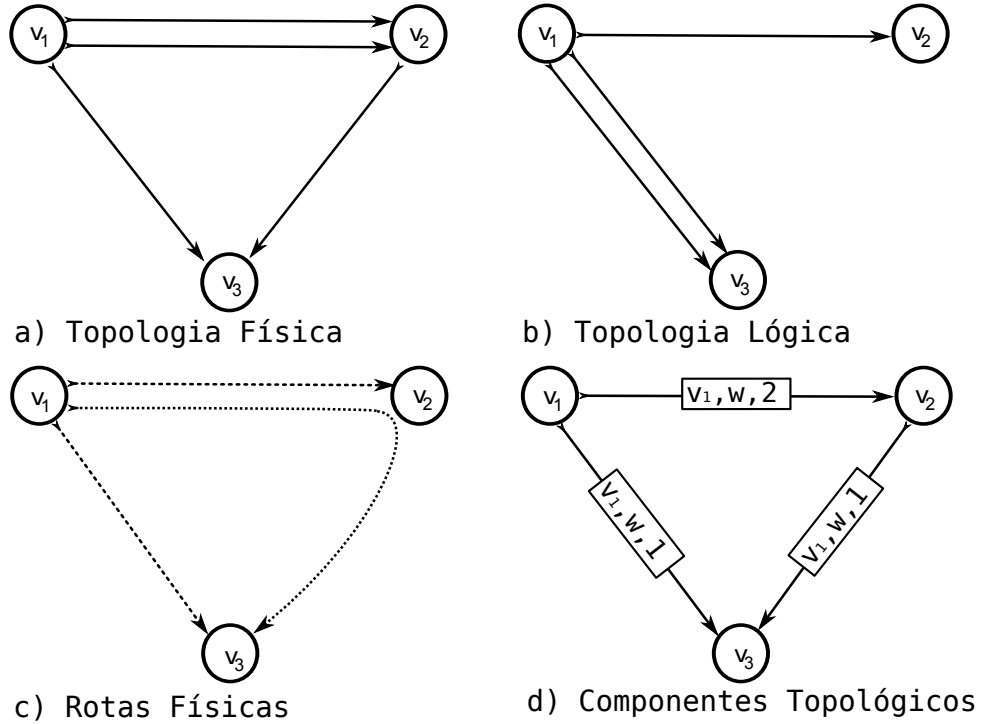 v1 v2
v3
a) Topologia Física
v1 v2
v3
b) Topologia Lógica
v1 v2
v3
c) Rotas Físicas
v1 v1,w,2 v2
v1,w,1 v1,w,1
v3
d) Componentes Topológicos